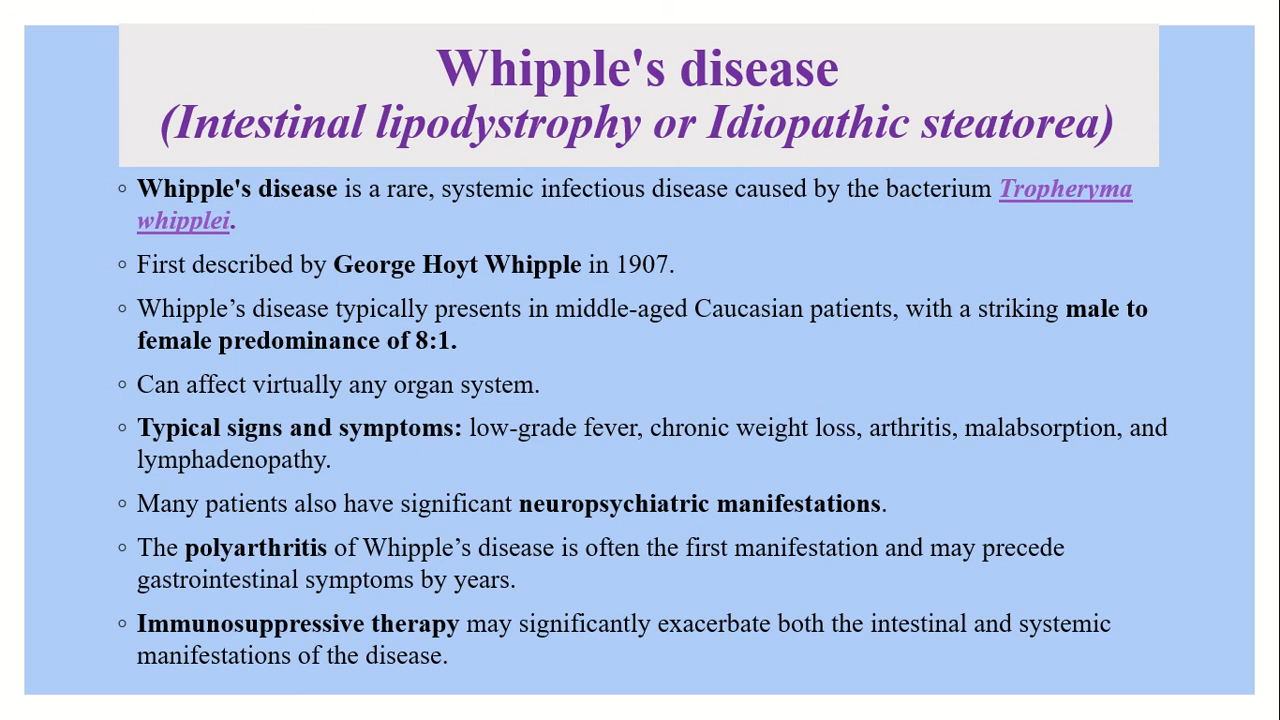 Whipple's disease
(Intestinal lipodystrophy or Idiopathic steatorea)
◦ Whipple's disease is a rare, systemic infectious disease caused by the bacterium Tropheryma
whipplei.
◦ First described by George Hoyt Whipple in 1907.
◦ Whipple’s disease typically presents in middle-aged Caucasian patients, with a striking male to
female predominance of 8:1.
◦ Can affect virtually any organ system.
◦ Typical signs and symptoms: low-grade fever, chronic weight loss, arthritis, malabsorption, and
lymphadenopathy.
◦ Many patients also have significant neuropsychiatric manifestations.
◦ The polyarthritis of Whipple’s disease is often the first manifestation and may precede
gastrointestinal symptoms by years.
◦ Immunosuppressive therapy may significantly exacerbate both the intestinal and systemic
manifestations of the disease.